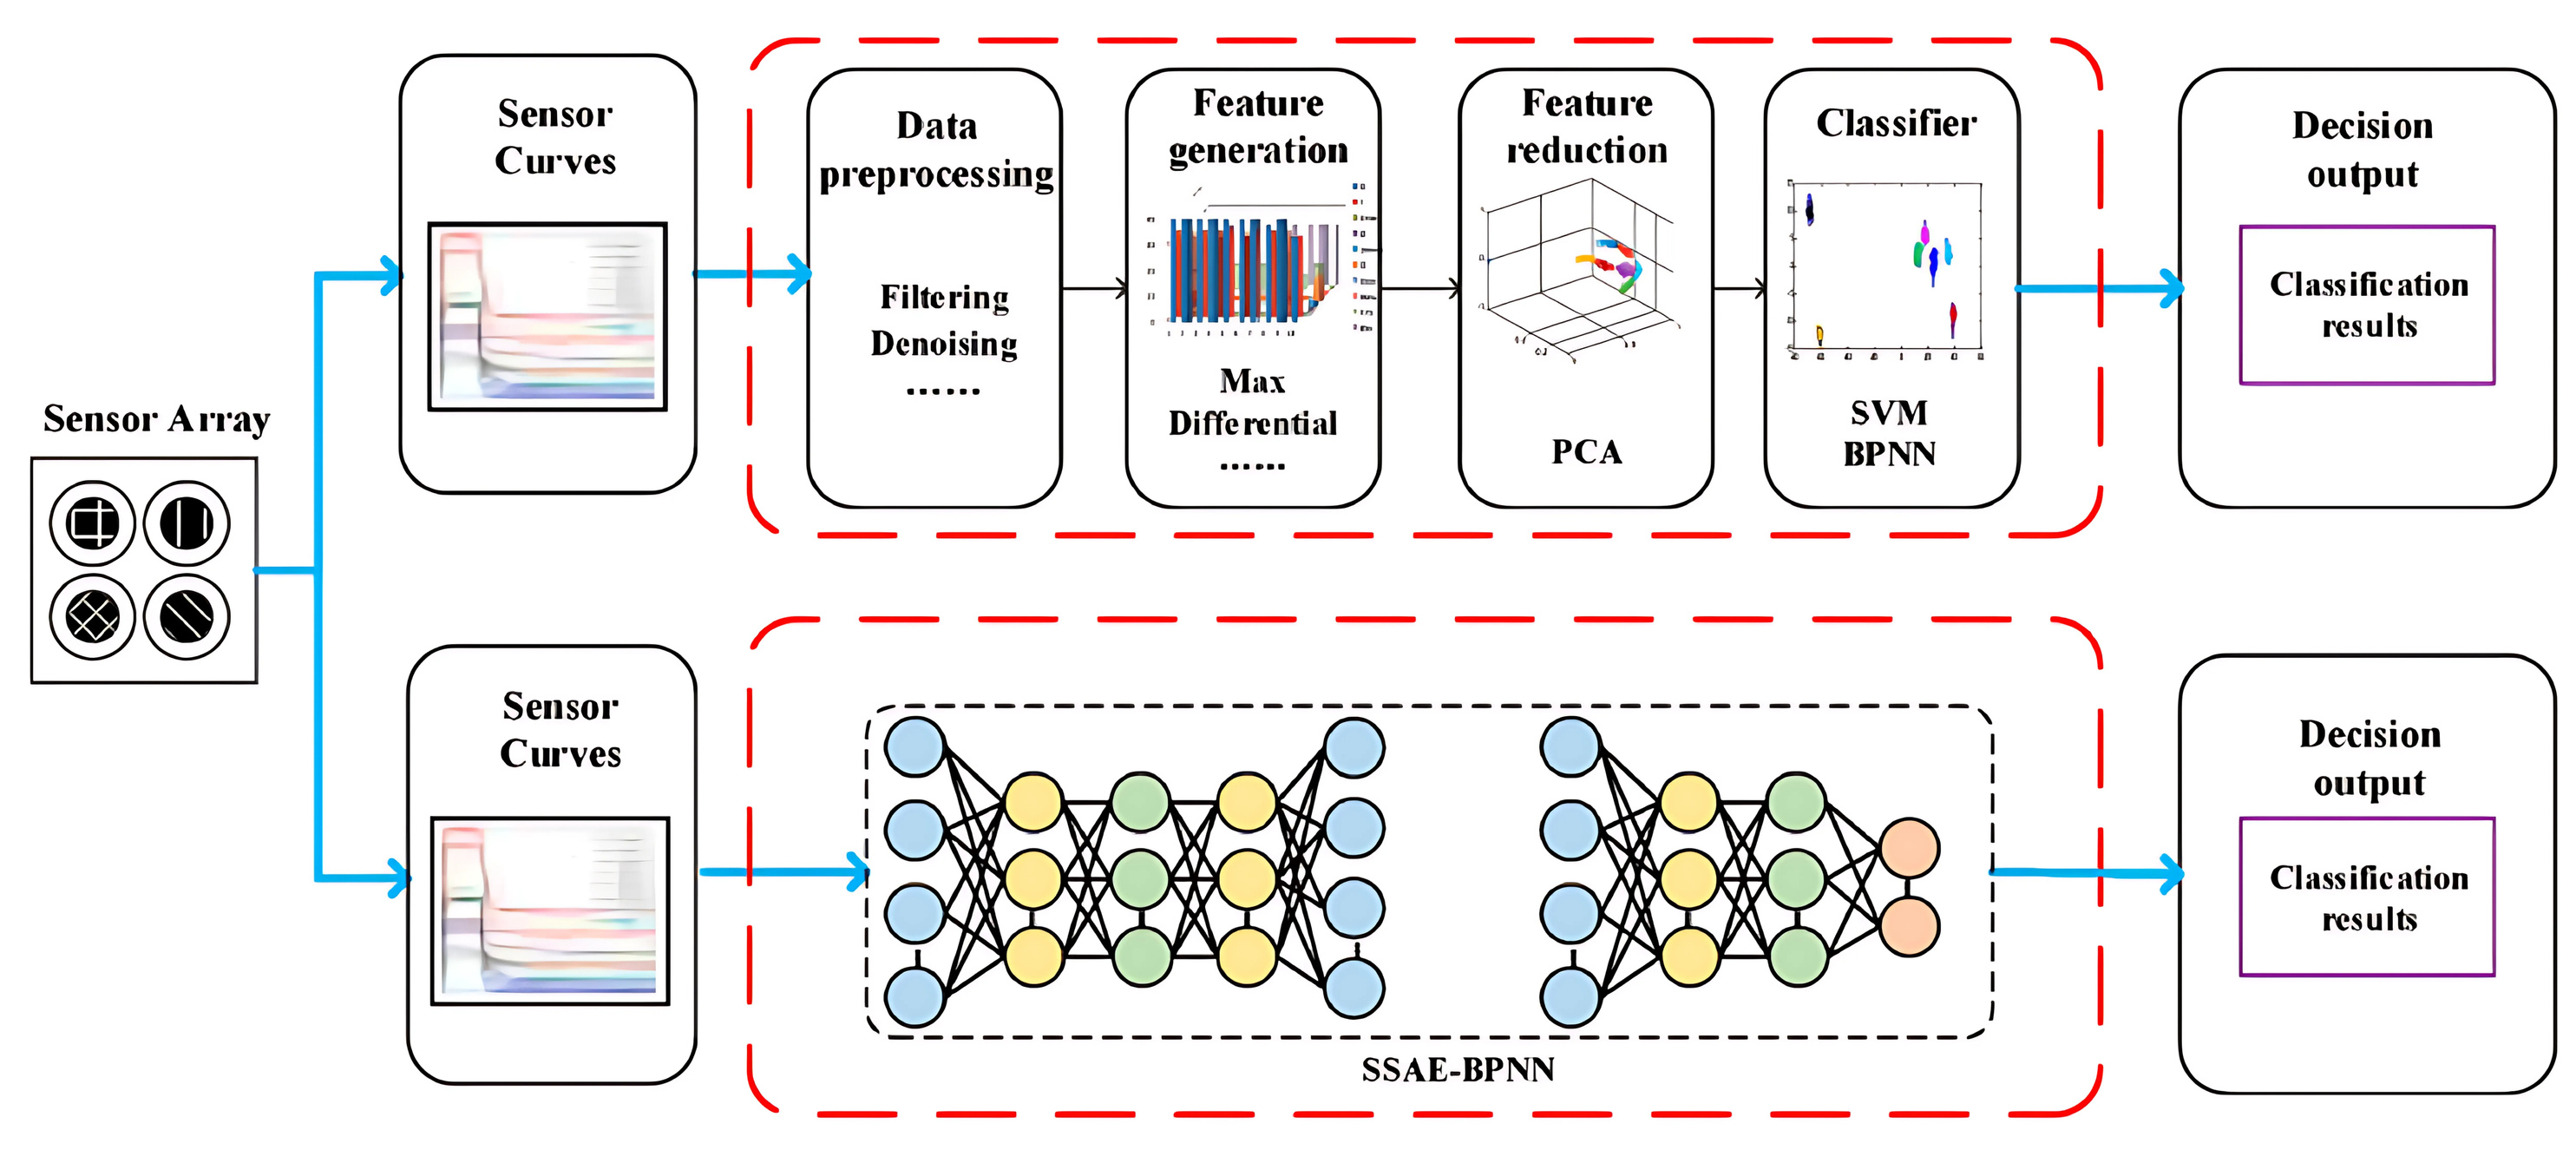 Sensor Array
Sensor
Curves
Data
preprocessing
Filtering
Denoising
......
Feature
generation
Max
Differential
......
Feature
reduction
PCA
Classifier
SVM
BPNN
Decision
output
Classification
results
Sensor
Curves
SSAE-BPNN
Decision
output
Classification
results